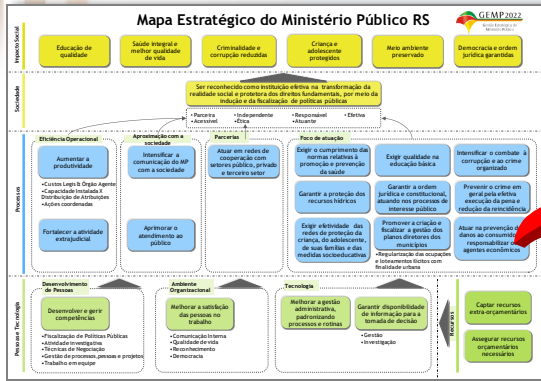 Mapa Estratégico do Ministério Público RS
GEMP2022
Impacto Social
Educação de
qualidade
Saúde integral e
melhor qualidade
de vida
Criminalidade e
corrupção reduzidas
Criança e
adolescente
protegidos
Meio ambiente
preservado
Democracia e ordem
jurídica garantidas
Sociedade
Ser reconhecido como instituição efetiva na transformação da
realidade social e protetora dos direitos fundamentais, por meio da
indução e da fiscalização de políticas públicas
• Parceira
• Acessível
• Independente
• Ética
• Responsável
• Atuante
• Efetiva
Processos
Eficiência Operacional
Aumentar a
produtividade
•Custos Legis & Órgão Agente
•Capacidade Instalada X
Distribuição de Atribuições
•Ações coordenadas
Fortalecer a atividade
extrajudicial
Aproximação com a
sociedade
Intensificar a
comunicação do MP
com a sociedade
Aprimorar o
atendimento ao
público
Parcerias
Atuar em redes de
cooperação com
setores público, privado
e terceiro setor
Foco de atuação
Exigir o cumprimento das
normas relativas à
promoção e prevenção
da saúde
Exigir qualidade na
educação básica
Intensificar o combate à
corrupção e ao crime
organizado
Garantir a proteção dos
recursos hídricos
Garantir a ordem
jurídica e constitucional,
atuando nos processos de
interesse público
Prevenir o crime em
geral pela efetiva
execução da pena e
redução da reincidência
Exigir efetividade das
redes de proteção da
criança, do adolescente,
de suas famílias e das
medidas socioeducativas
Promover a criação e
fiscalizar a gestão dos
planos diretores dos
municípios
•Regularização das ocupações
e loteamentos ilícitos com
finalidade urbana
Atuar na prevenção de
danos ao consumidor
responsabilizar os
agentes econômicos
Pessoas e Tecnologia
Desenvolvimento
de Pessoas
Desenvolver e gerir
competências
•Fiscalização de Políticas Públicas
•Atividade investigativa
•Técnicas de Negociação
•Gestão de processos, pessoas e projetos
•Trabalho em equipe
Ambiente
Organizacional
Melhorar a satisfação
das pessoas no
trabalho
•Comunicação interna
•Qualidade de vida
•Reconhecimento
•Democracia
Tecnologia
Melhorar a gestão
administrativa,
padronizando
processos e rotinas
Garantir disponibilidade
de informação para a
tomada de decisão
•Gestão
•Investigação
Recursos
Captar recursos
extra-orçamentários
Assegurar recursos
orçamentários
necessários